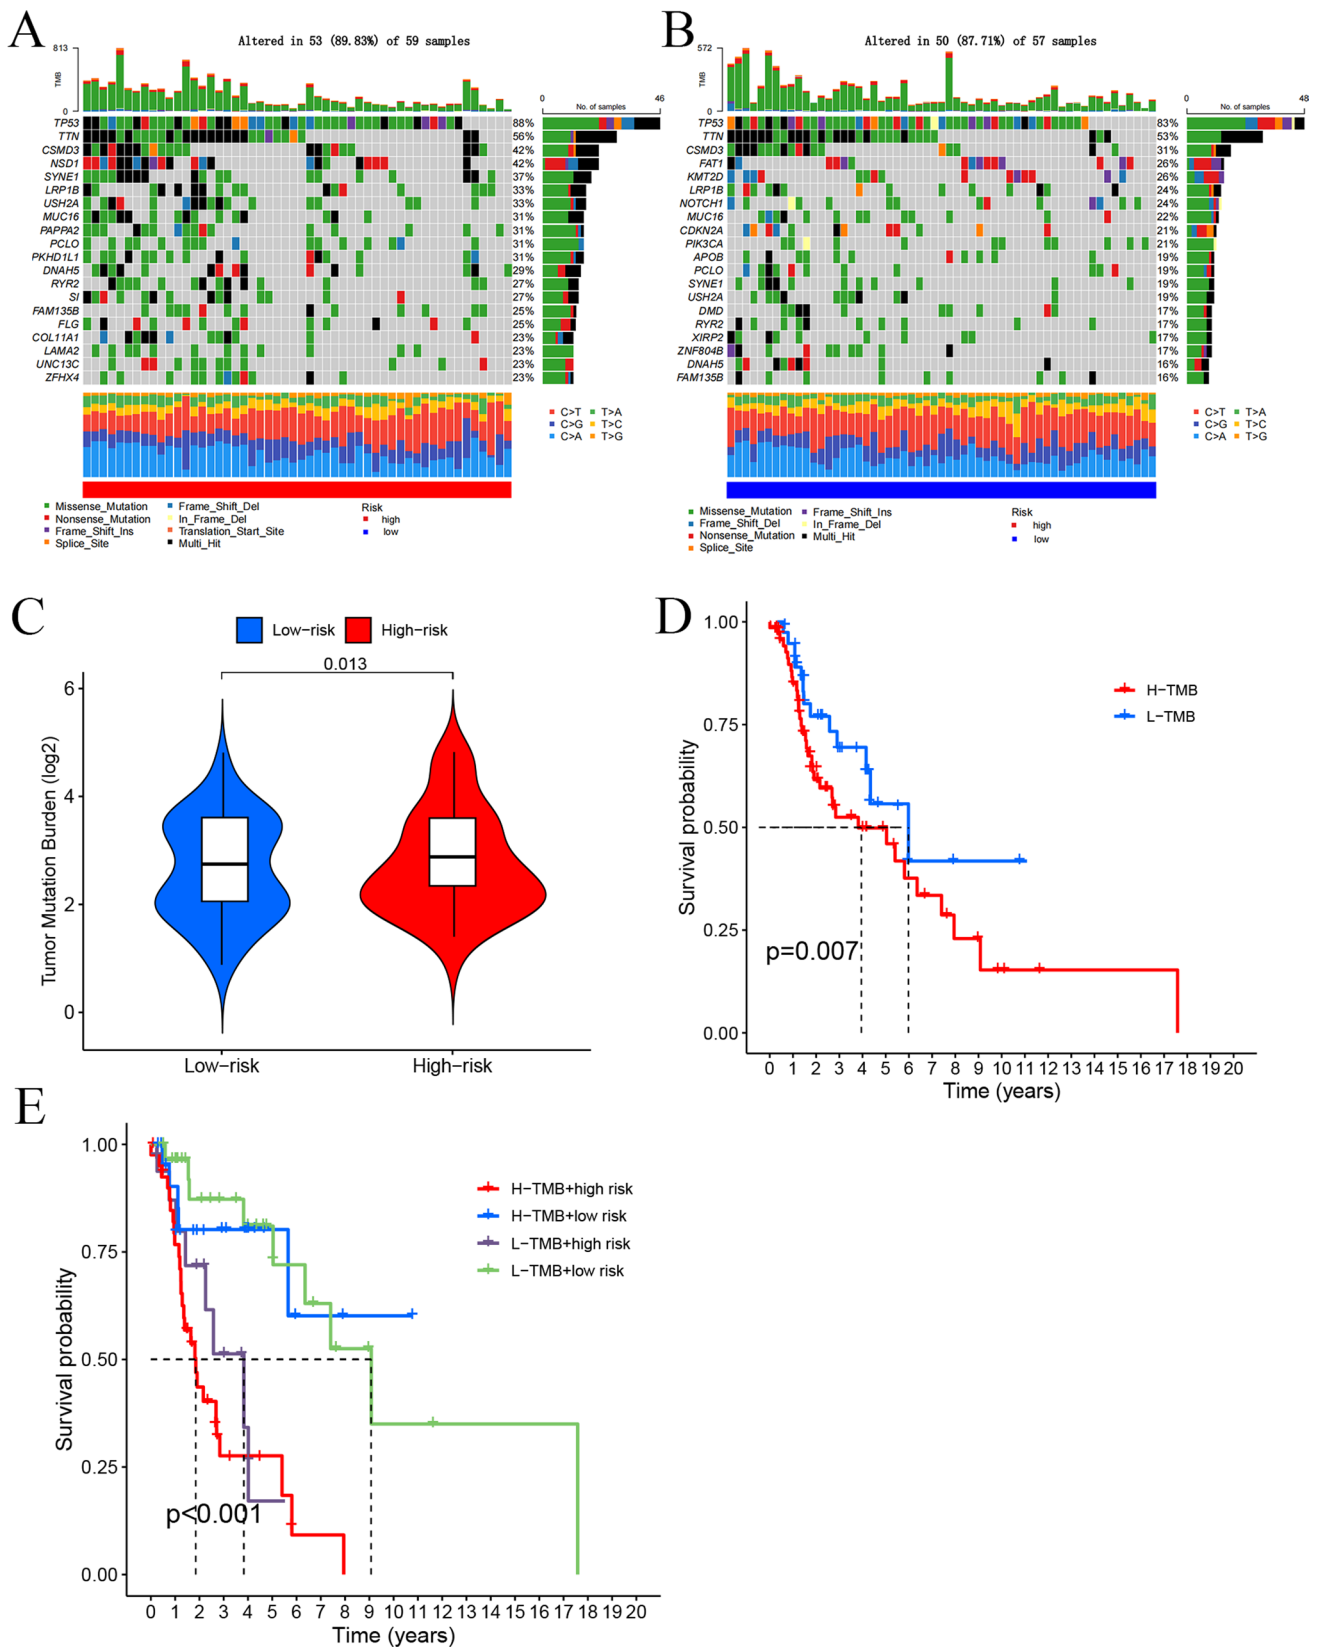 A
Altered in 53 (89.83%) of 59 samples
813
TMB
0
0
No. of samples
46
TP53 88%
TTN 56%
CSMD3 42%
NSD1 42%
SYNE1 37%
LRP1B 33%
USH2A 33%
MUC16 31%
PAPPA2 31%
PCLO 31%
PKHD1L1 31%
DNAH5 29%
RYR2 27%
SI 27%
FAM135B 25%
FLG 25%
COL11A1 23%
LAMA2 23%
UNC13C 23%
ZFHX4 23%
C>T T>A
C>G T>C
C>A T>G
Missense_Mutation Frame_Shift_Del Risk
Nonsense_Mutation In_Frame_Del high
Frame_Shift_Ins Translation_Start_Site low
Splice_Site Multi_Hit
B
Altered in 50 (87.71%) of 57 samples
572
TMB
0
0
No. of samples
48
TP53 83%
TTN 53%
CSMD3 31%
FAT1 26%
KMT2D 26%
LRP1B 24%
NOTCH1 24%
MUC16 22%
CDKN2A 21%
PIK3CA 21%
APOB 19%
PCLO 19%
SYNE1 19%
USH2A 19%
DMD 17%
RYR2 17%
XIRP2 17%
ZNF804B 17%
DNAH5 16%
FAM135B 16%
C>T T>A
C>G T>C
C>A T>G
Missense_Mutation Frame_Shift_Ins Risk
Frame_Shift_Del In_Frame_Del high
Nonsense_Mutation Multi_Hit low
Splice_Site
C
Low-risk High-risk
0.013
Tumor Mutation Burden (log2)
6
4
2
0
Low-risk High-risk
D
Survival probability
1.00
0.75
0.50
0.25
0.00
H-TMB
L-TMB
p=0.007
0 1 2 3 4 5 6 7 8 9 10 11 12 13 14 15 16 17 18 19 20
Time (years)
E
Survival probability
1.00
0.75
0.50
0.25
0.00
H-TMB+high risk
H-TMB+low risk
L-TMB+high risk
L-TMB+low risk
p<0.001
0 1 2 3 4 5 6 7 8 9 10 11 12 13 14 15 16 17 18 19 20
Time (years)